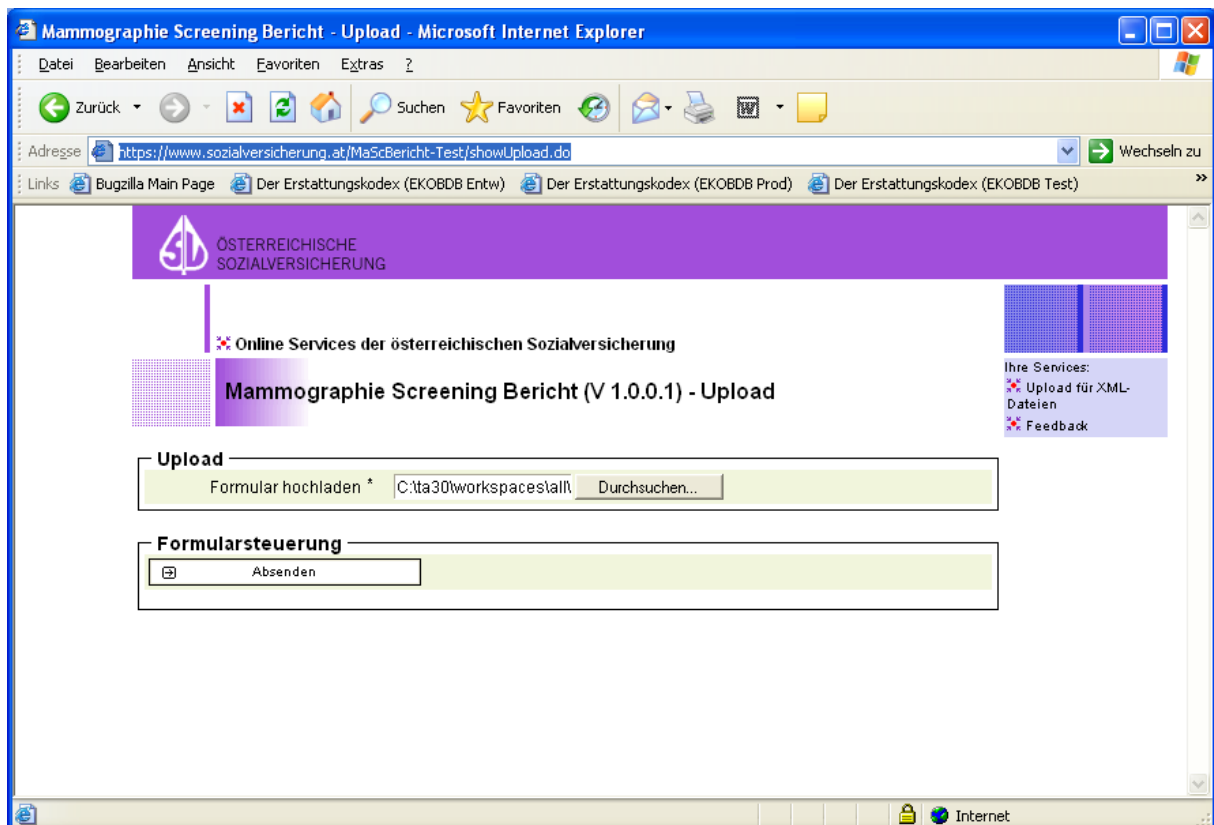 Mammographie Screening Bericht - Upload - Microsoft Internet Explorer
Datei Bearbeiten Ansicht Favoriten Extras ?
Zurück Suchen Favoriten
Adresse https://www.sozialversicherung.at/MaScBericht-Test/showUpload.do Wechseln zu
Links Bugzilla Main Page Der Erstattungskodex (EKOBDB Entw) Der Erstattungskodex (EKOBDB Prod) Der Erstattungskodex (EKOBDB Test) »
ÖSTERREICHISCHE
SOZIALVERSICHERUNG
Online Services der österreichischen Sozialversicherung
Mammographie Screening Bericht (V 1.0.0.1) - Upload
Ihre Services:
Upload für XML-
Dateien
Feedback
Upload
Formular hochladen * C:\ta30\workspaces\all\ Durchsuchen...
Formularsteuerung
Absenden
Internet